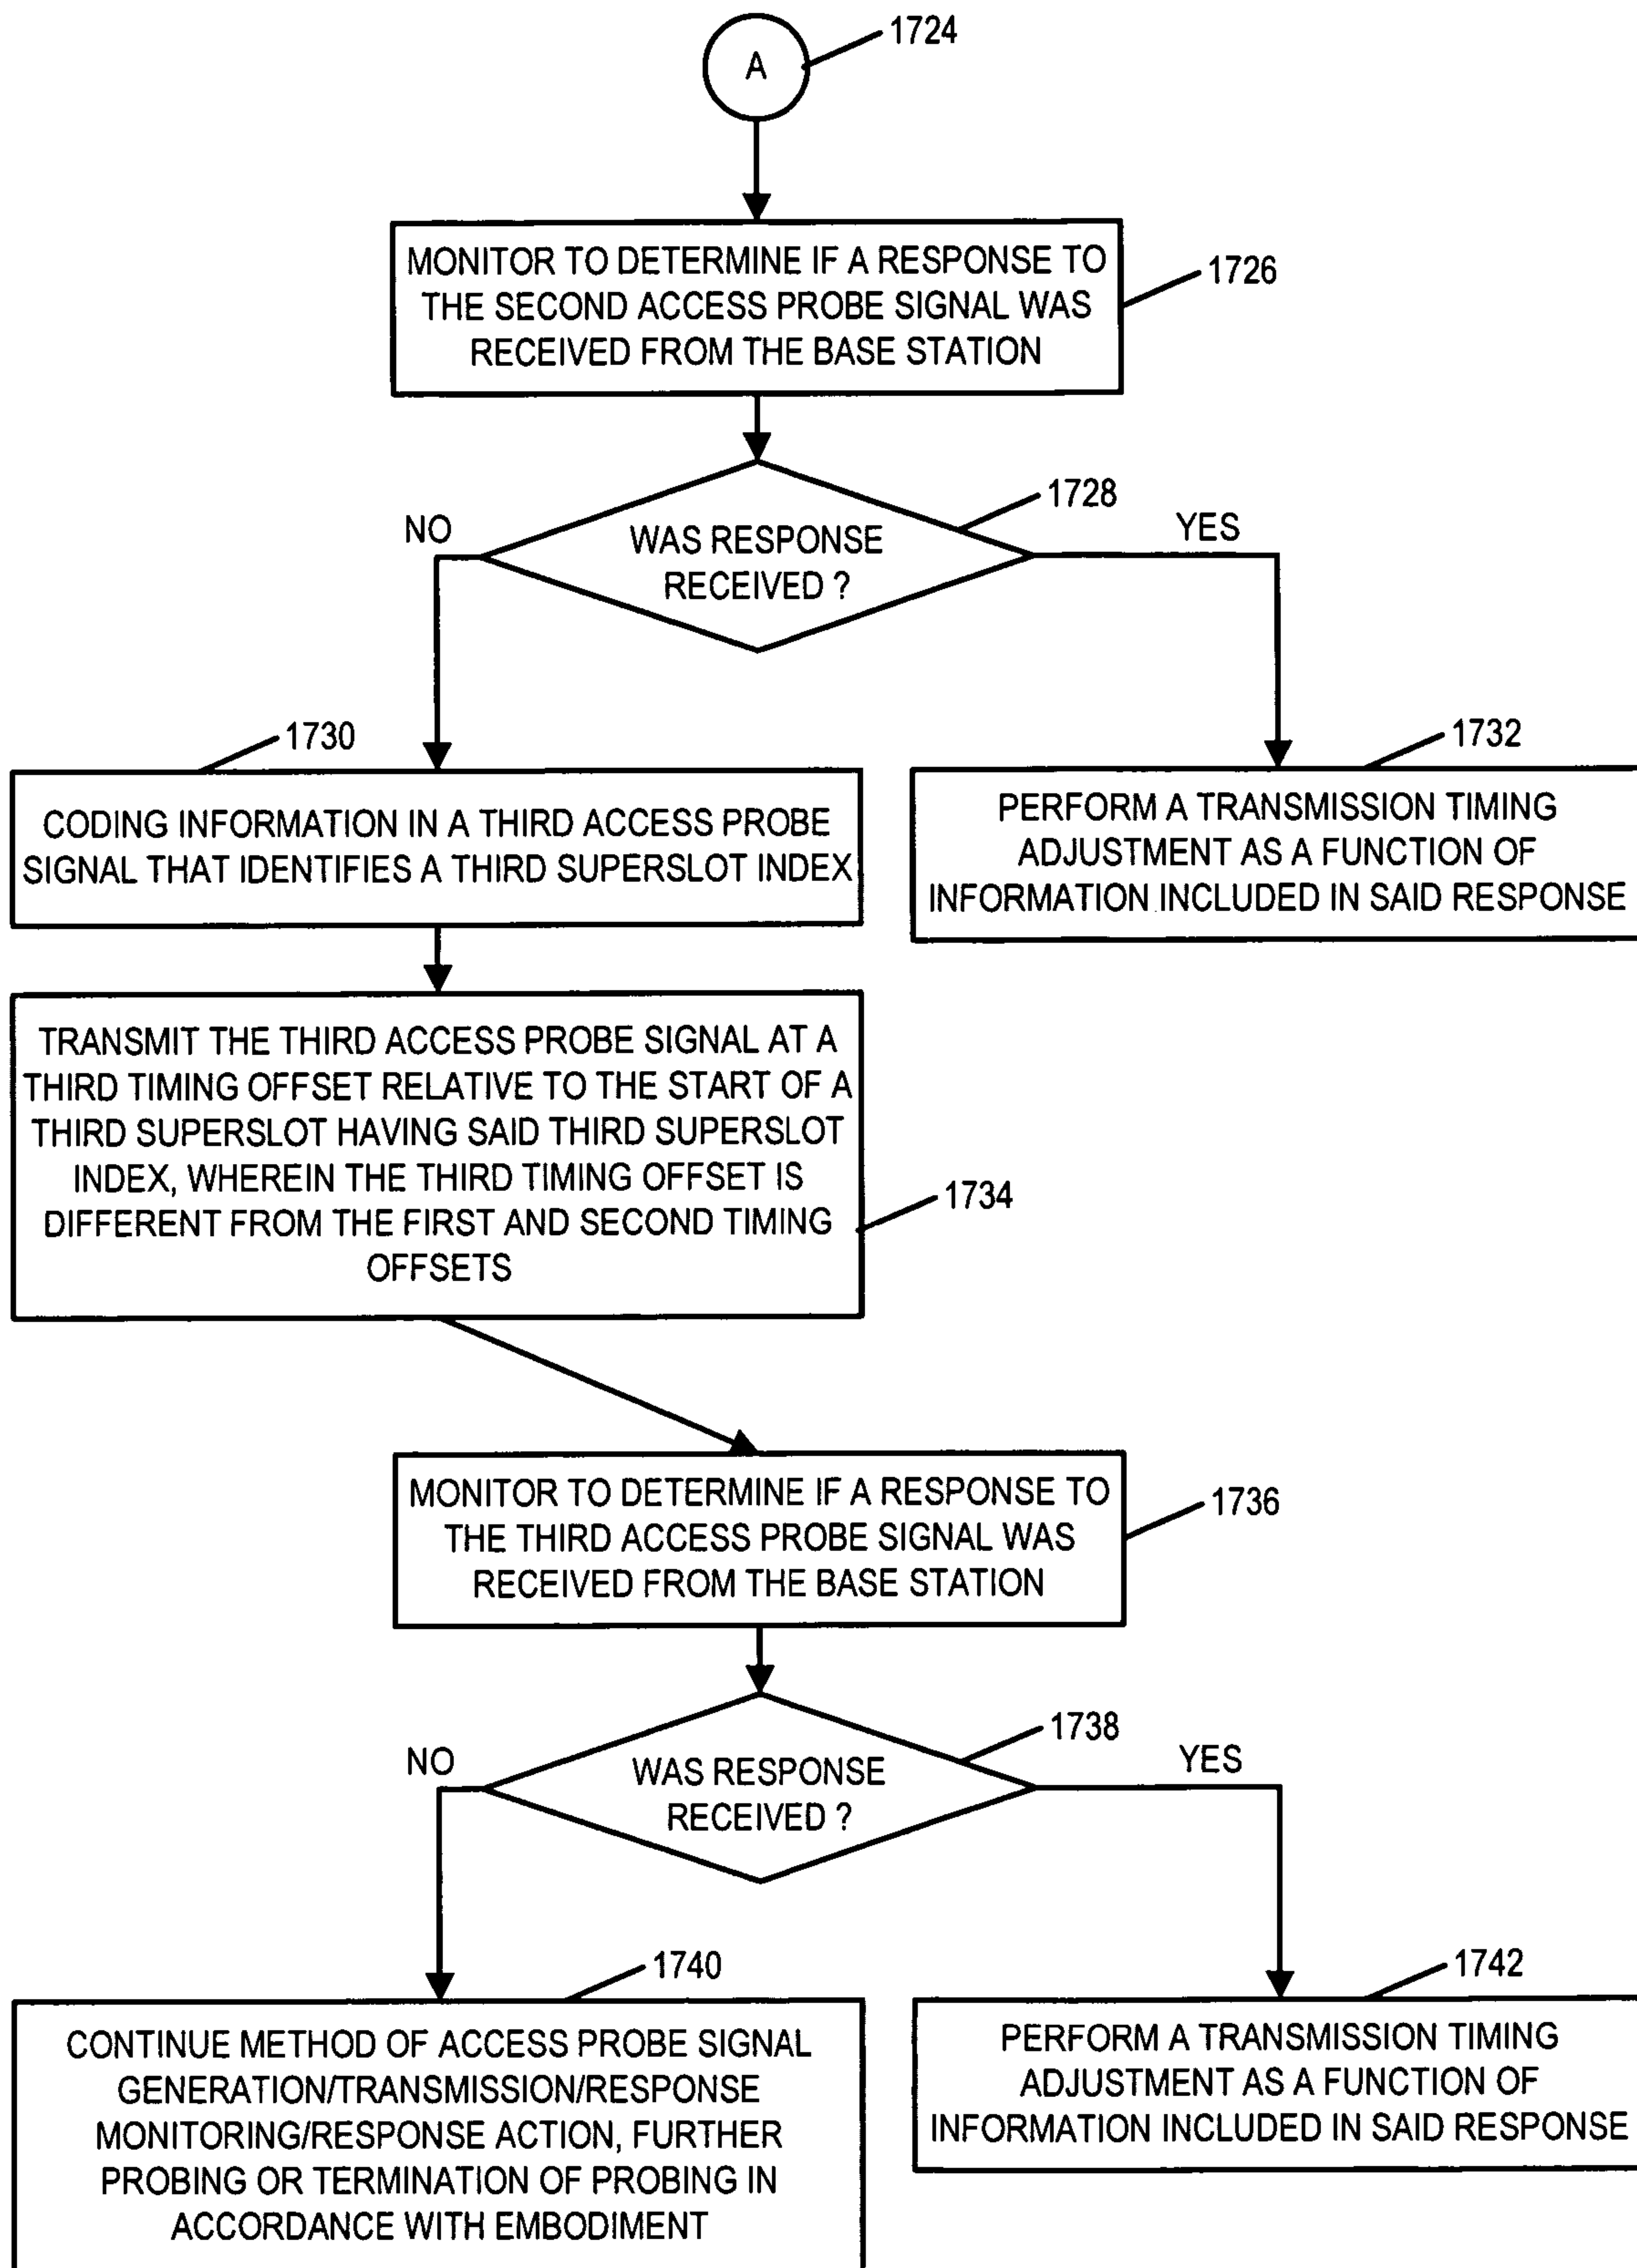 1724
A
MONITOR TO DETERMINE IF A RESPONSE TO
THE SECOND ACCESS PROBE SIGNAL WAS
RECEIVED FROM THE BASE STATION
1726
1728
NO
YES
WAS RESPONSE
RECEIVED ?
1730
1732
CODING INFORMATION IN A THIRD ACCESS PROBE
SIGNAL THAT IDENTIFIES A THIRD SUPERSLOT INDEX
PERFORM A TRANSMISSION TIMING
ADJUSTMENT AS A FUNCTION OF
INFORMATION INCLUDED IN SAID RESPONSE
TRANSMIT THE THIRD ACCESS PROBE SIGNAL AT A
THIRD TIMING OFFSET RELATIVE TO THE START OF A
THIRD SUPERSLOT HAVING SAID THIRD SUPERSLOT
INDEX, WHEREIN THE THIRD TIMING OFFSET IS
DIFFERENT FROM THE FIRST AND SECOND TIMING
OFFSETS
1734
MONITOR TO DETERMINE IF A RESPONSE TO
THE THIRD ACCESS PROBE SIGNAL WAS
RECEIVED FROM THE BASE STATION
1736
1738
NO
YES
WAS RESPONSE
RECEIVED ?
1740
1742
CONTINUE METHOD OF ACCESS PROBE SIGNAL
GENERATION/TRANSMISSION/RESPONSE
MONITORING/RESPONSE ACTION, FURTHER
PROBING OR TERMINATION OF PROBING IN
ACCORDANCE WITH EMBODIMENT
PERFORM A TRANSMISSION TIMING
ADJUSTMENT AS A FUNCTION OF
INFORMATION INCLUDED IN SAID RESPONSE